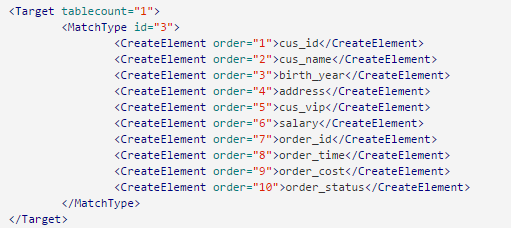 <Target tablecount="1">
<MatchType id="3">
<CreateElement order="1">cus_id</CreateElement>
<CreateElement order="2">cus_name</CreateElement>
<CreateElement order="3">birth_year</CreateElement>
<CreateElement order="4">address</CreateElement>
<CreateElement order="5">cus_vip</CreateElement>
<CreateElement order="6">salary</CreateElement>
<CreateElement order="7">order_id</CreateElement>
<CreateElement order="8">order_time</CreateElement>
<CreateElement order="9">order_cost</CreateElement>
<CreateElement order="10">order_status</CreateElement>
</MatchType>
</Target>